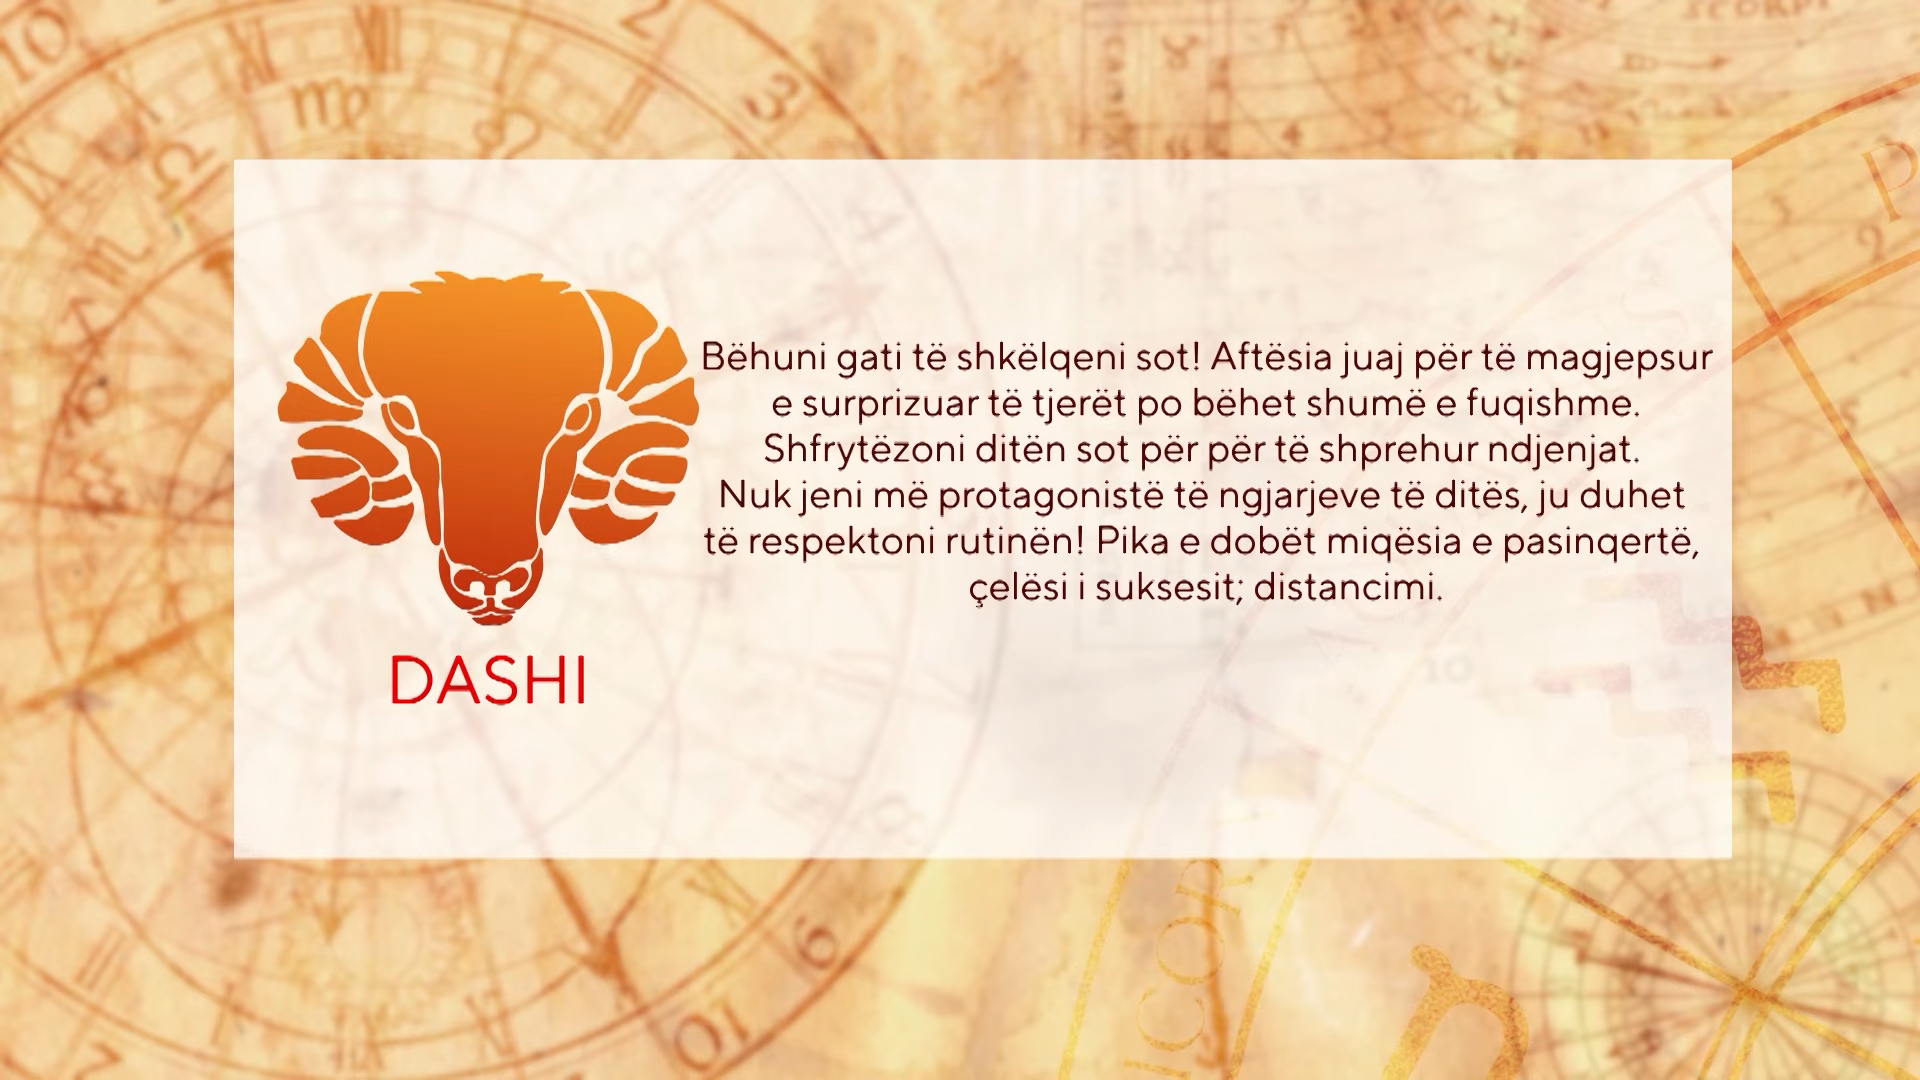 Bëhuni gati të shkëlqeni sot! Aftësia juaj për të magjepsur
e surprizuar të tjerët po bëhet shumë e fuqishme.
Shfrytëzoni ditën sot për për të shprehur ndjenjat.
Nuk jeni më protagonistë të ngjarjeve të ditës, ju duhet
të respektoni rutinën! Pika e dobët miqësia e pasinqertë,
çelësi i suksesit; distancimi.
DASHI